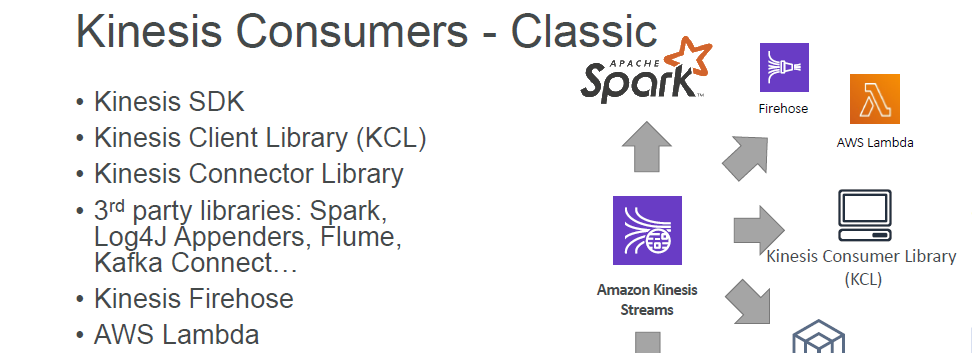 Kinesis Consumers - Classic
• Kinesis SDK
• Kinesis Client Library (KCL)
• Kinesis Connector Library
• 3rd party libraries: Spark,
Log4J Appenders, Flume,
Kafka Connect…
• Kinesis Firehose
• AWS Lambda
APACHE
Spark™
Firehose
AWS Lambda
Amazon Kinesis
Streams
Kinesis Consumer Library
(KCL)